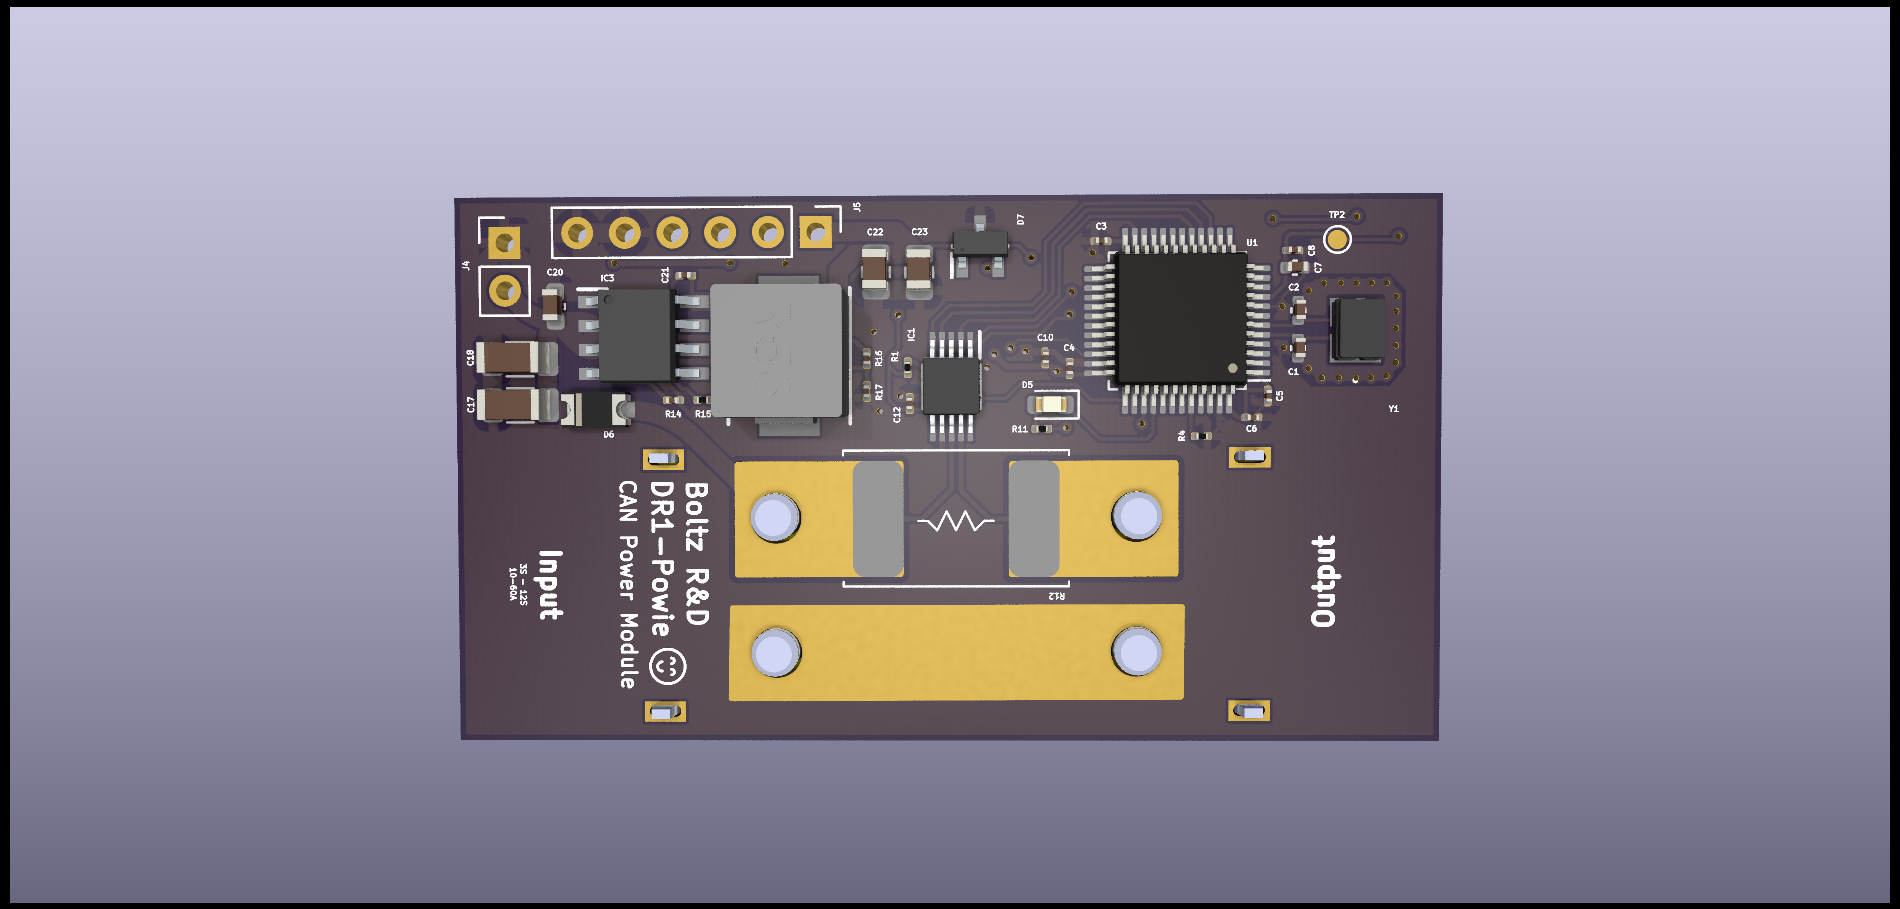 J5
J4
C20
IC3
C21
C22
C23
D7
C3
U1
TP2
C8
C7
C2
C1
Y1
C18
C17
D6
R14
R15
R16
R17
R1
IC1
C12
C10
C4
D5
R11
R4
C5
C6
Boltz R&D
DR1-Powie
CAN Power Module
Input
3S - 12S
10-60A
R12
Output